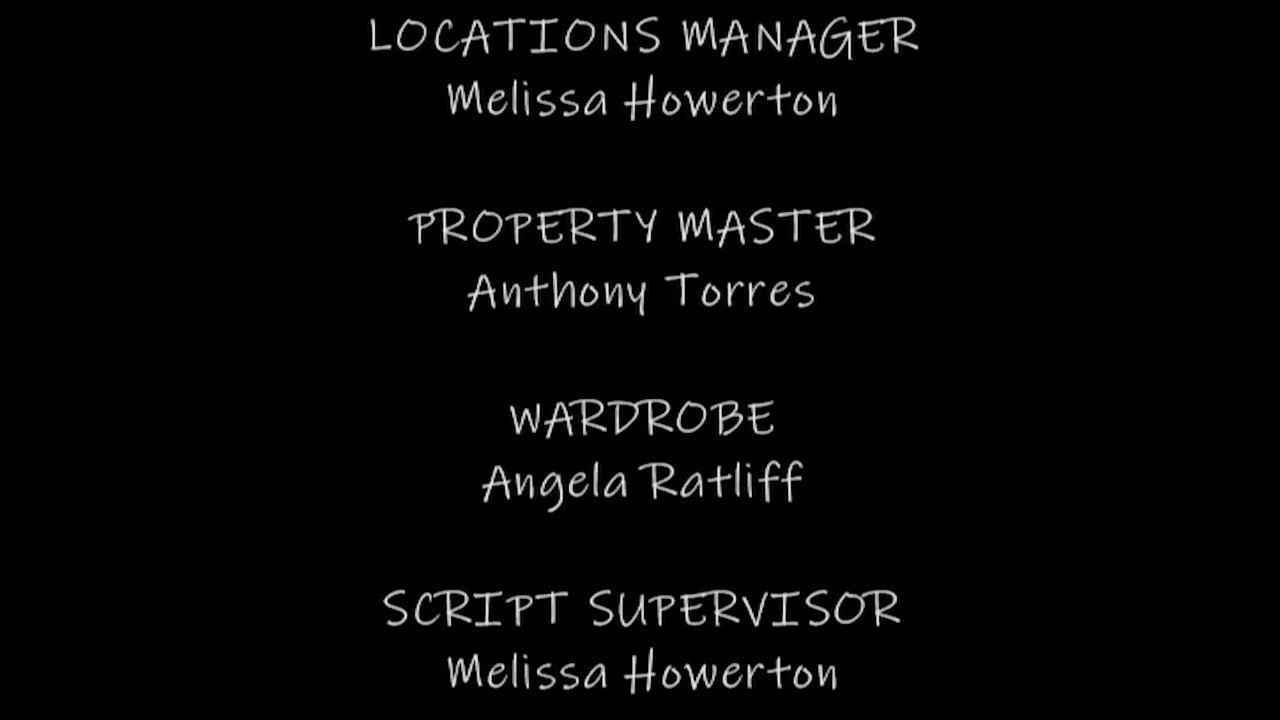 LOCATIONS MANAGER
Melissa Howerton
PROPERTY MASTER
Anthony Torres
WARDROBE
Angela Ratliff
SCRIPT SUPERVISOR
Melissa Howerton